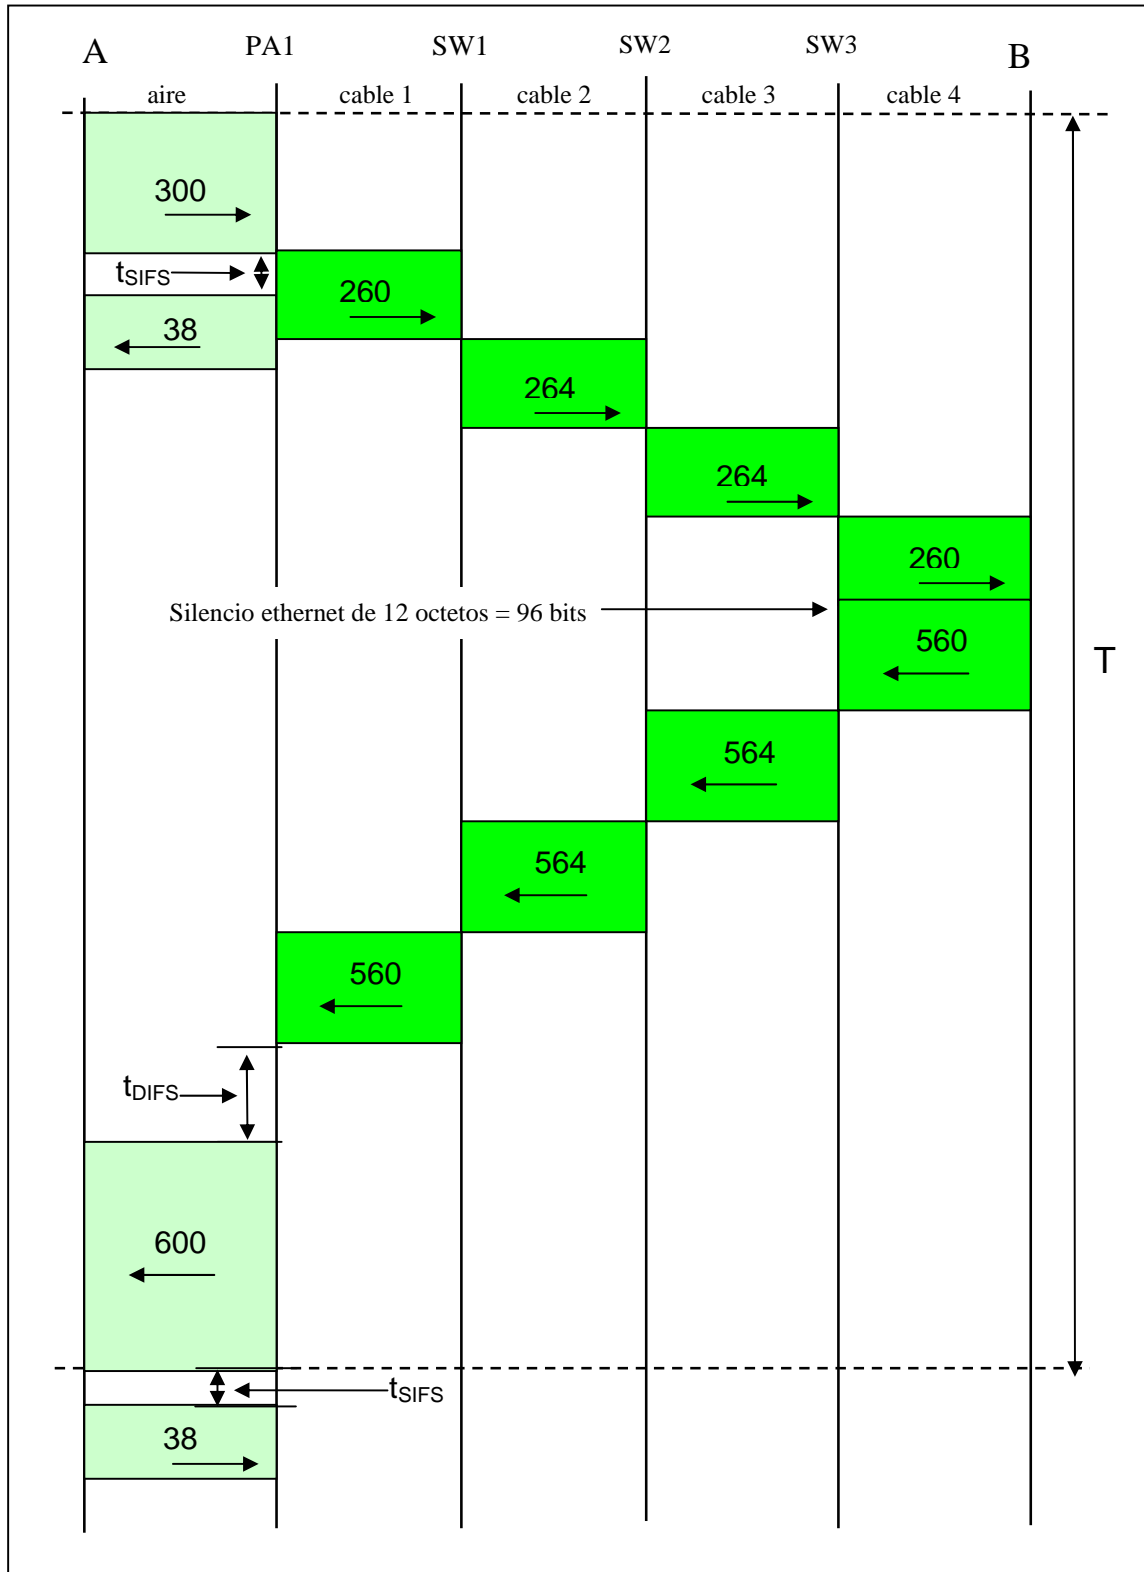 A PA1 SW1 SW2 SW3 B
aire cable 1 cable 2 cable 3 cable 4
300
tSIFS
260
38
264
264
260
Silencio ethernet de 12 octetos = 96 bits
560
T
564
564
560
tDIFS
600
tSIFS
38